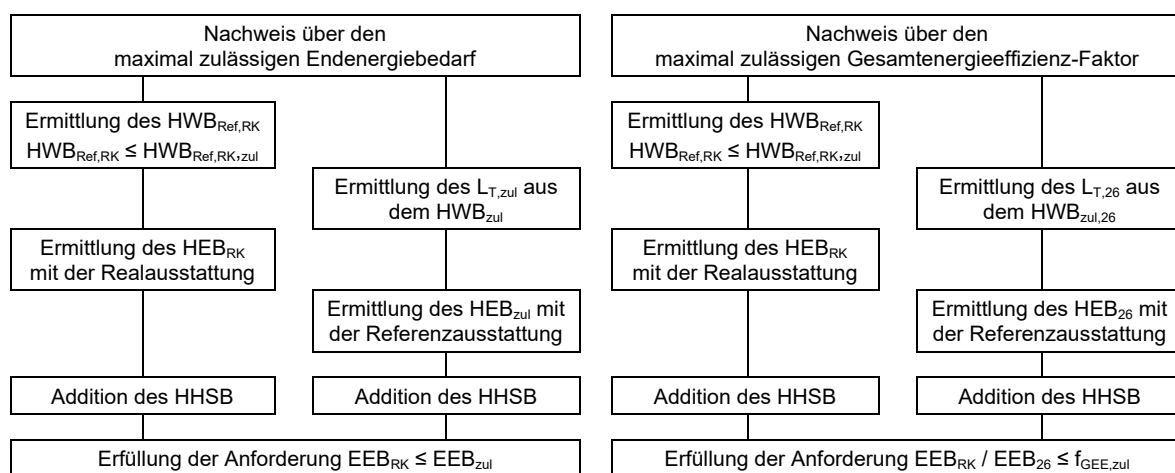 Nachweis über den
maximal zulässigen Endenergiebedarf
Ermittlung des HWB_Ref,RK
HWB_Ref,RK ≤ HWB_Ref,RK,zul
Ermittlung des L_T,zul aus
dem HWB_zul
Ermittlung des HEB_RK
mit der Realausstattung
Ermittlung des HEB_zul mit
der Referenzausstattung
Addition des HHSB
Addition des HHSB
Erfüllung der Anforderung EEB_RK ≤ EEB_zul
Nachweis über den
maximal zulässigen Gesamtenergieeffizienz-Faktor
Ermittlung des HWB_Ref,RK
HWB_Ref,RK ≤ HWB_Ref,RK,zul
Ermittlung des L_T,26 aus
dem HWB_zul,26
Ermittlung des HEB_RK
mit der Realausstattung
Ermittlung des HEB_26 mit
der Referenzausstattung
Addition des HHSB
Addition des HHSB
Erfüllung der Anforderung EEB_RK / EEB_26 ≤ f_GEE,zul